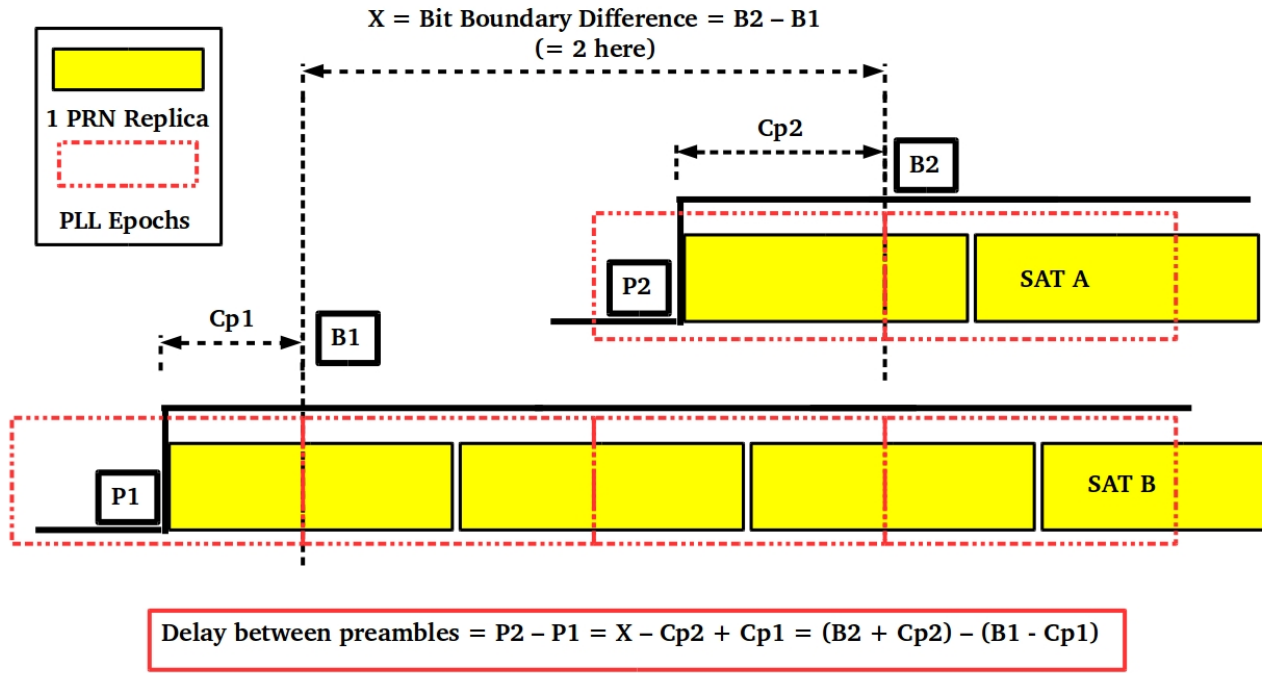 X = Bit Boundary Difference = B2 – B1
(= 2 here)
1 PRN Replica
PLL Epochs
Cp2
B2
P2
SAT A
Cp1
B1
P1
SAT B
Delay between preambles = P2 – P1 = X – Cp2 + Cp1 = (B2 + Cp2) – (B1 - Cp1)